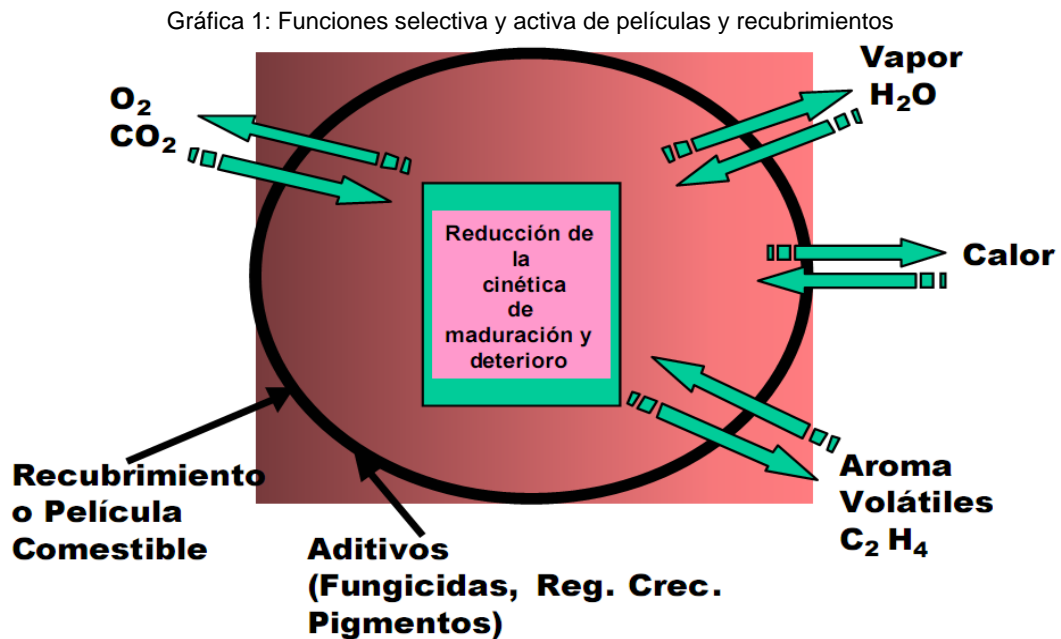 Gráfica 1: Funciones selectiva y activa de películas y recubrimientos
O₂
CO₂
Vapor
H₂O
Reducción de
la
cinética
de
maduración y
deterioro
Calor
Aroma
Volátiles
C₂ H₄
Recubrimiento
o Película
Comestible
Aditivos
(Fungicidas, Reg. Crec.
Pigmentos)